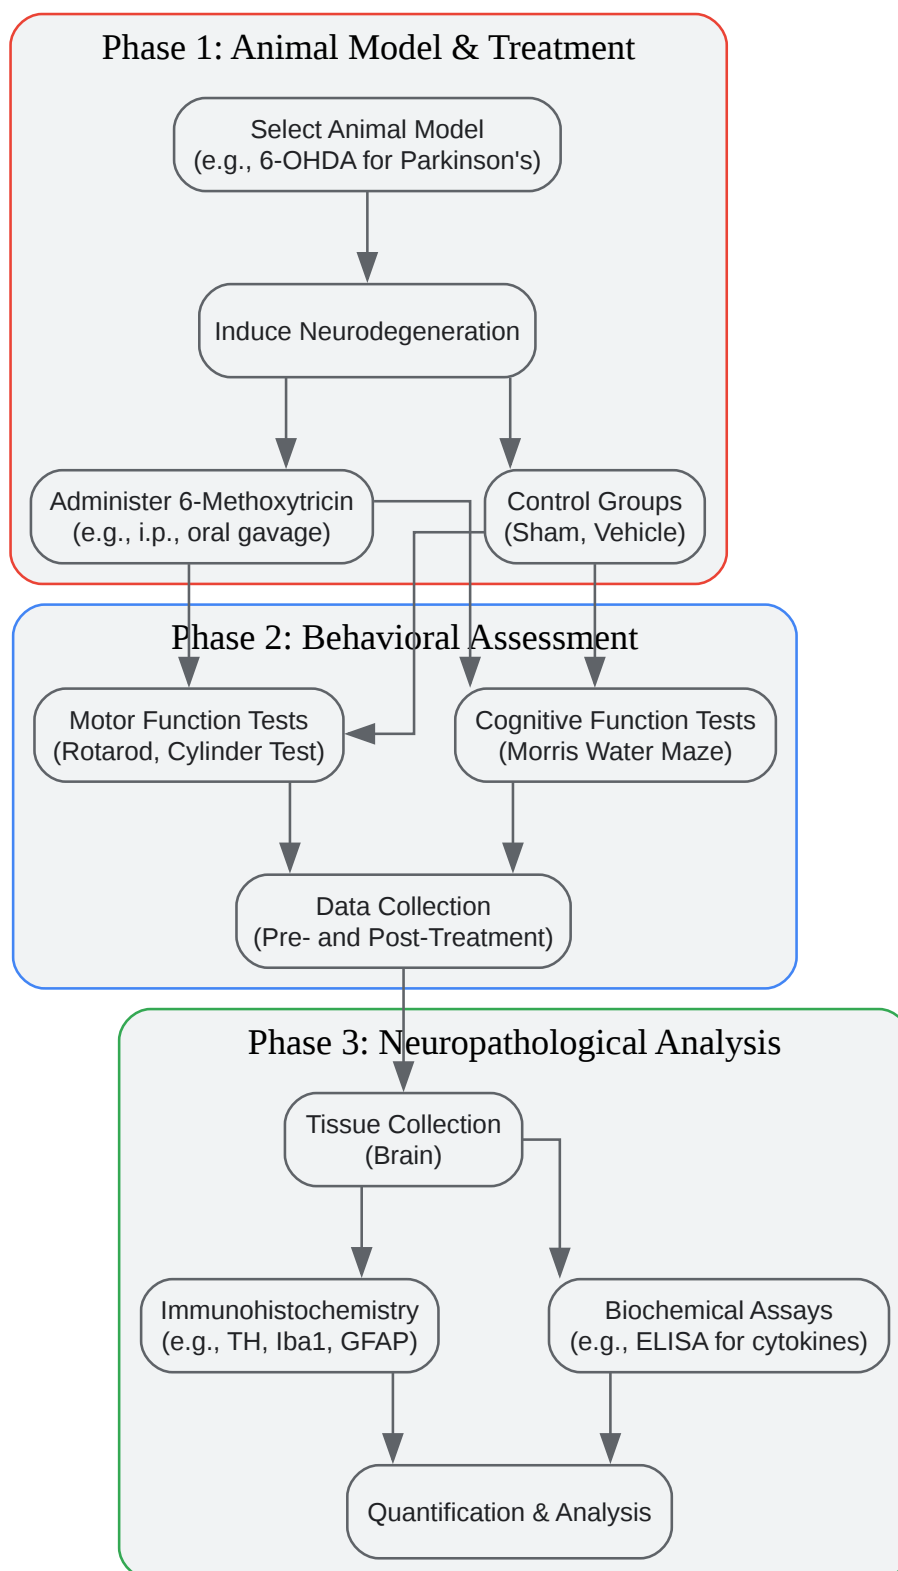 Phase 1: Animal Model & Treatment
Select Animal Model
(e.g., 6-OHDA for Parkinson's)
Induce Neurodegeneration
Administer 6-Methoxytricin
(e.g., i.p., oral gavage)
Control Groups
(Sham, Vehicle)
Phase 2: Behavioral Assessment
Motor Function Tests
(Rotarod, Cylinder Test)
Cognitive Function Tests
(Morris Water Maze)
Data Collection
(Pre- and Post-Treatment)
Phase 3: Neuropathological Analysis
Tissue Collection
(Brain)
Immunohistochemistry
(e.g., TH, Iba1, GFAP)
Biochemical Assays
(e.g., ELISA for cytokines)
Quantification & Analysis